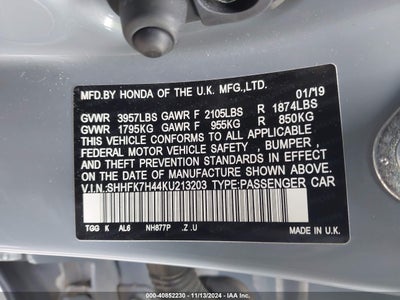 MFD.BY HONDA OF THE U.K. MFG.,LTD. 01/'19
GVWR 3957LBS GAWR F 2105LBS R 1874LBS
GVWR 1795KG GAWR F 955KG R 850KG
THIS VEHICLE CONFORMS TO ALL APPLICABLE
FEDERAL MOTOR VEHICLE SAFETY , BUMPER ,
AND THEFT PREVENTION STANDARDS IN
EFFECT ON THE DATE OF MANUFACTURE SHOWN ABOVE.
V.I.N.:SHHFK7H44KU213203 TYPE:PASSENGER CAR
TGG K AL6 NH877P .Z .U
MADE IN U.K.
000-40852230 - 11/13/2024 - IAAI.COM